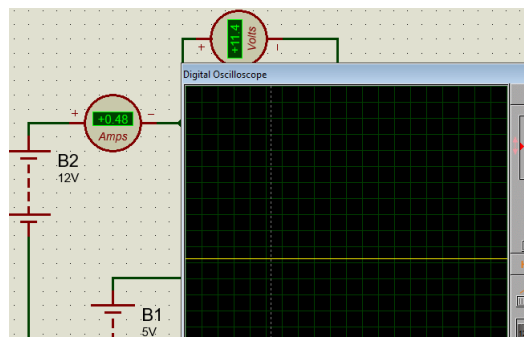 +11.4
Volts
Digital Oscilloscope
+0.48
Amps
B2
12V
B1
5V